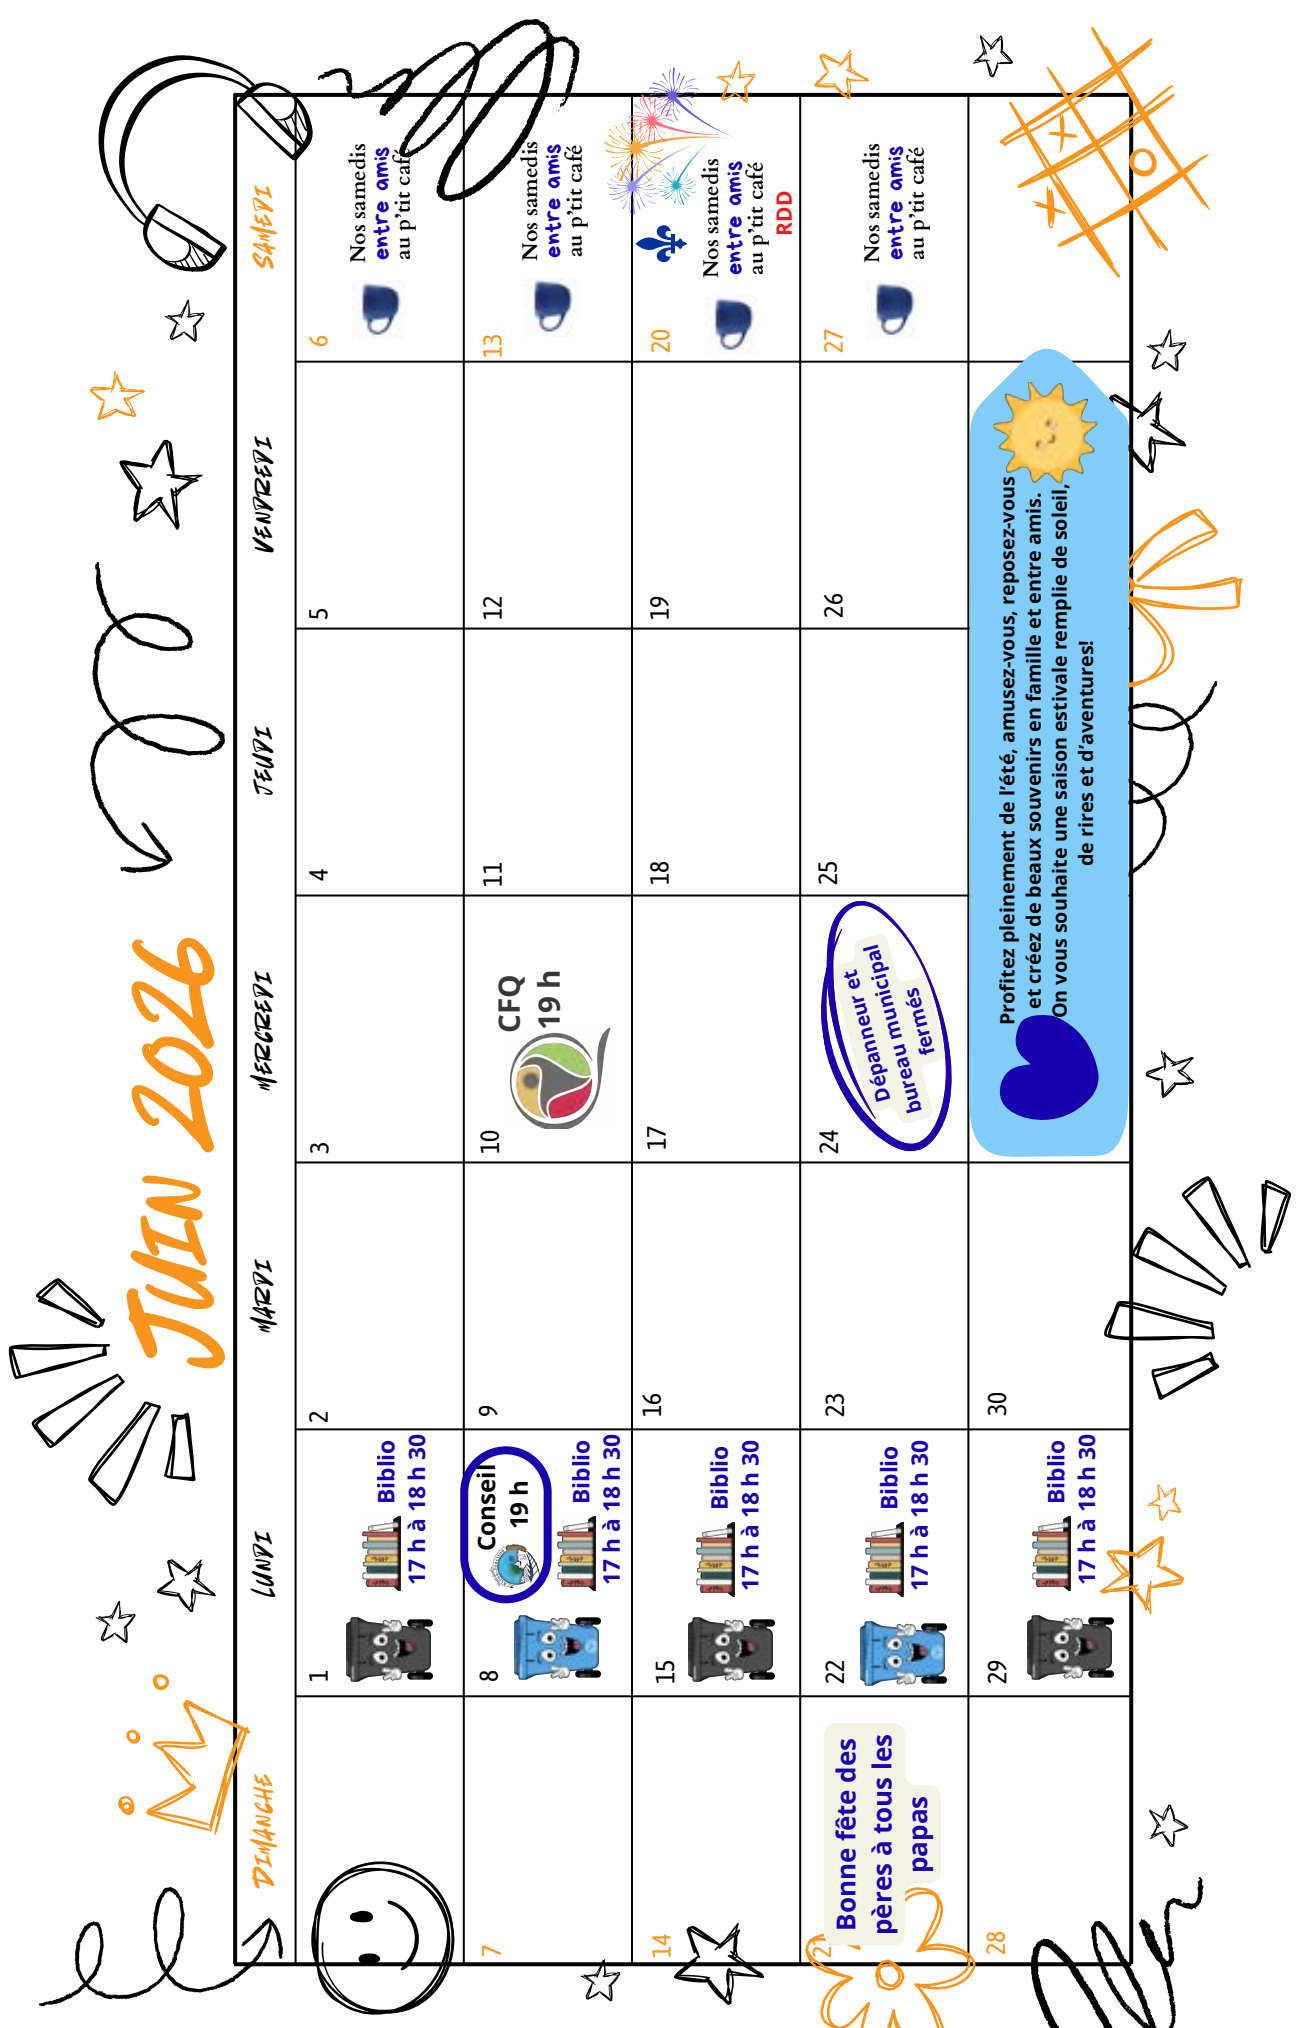 JUIN 2026
DIMANCHE
LUNDI
MARDI
MERCREDI
JEUDI
VENDREDI
SAMEDI
1
Biblio
17 h à 18 h 30
2
3
4
5
6
Nos samedis
entre amis
au p'tit café
7
8
Conseil
19 h
Biblio
17 h à 18 h 30
9
10
CFQ
19 h
11
12
13
Nos samedis
entre amis
au p'tit café
14
15
Biblio
17 h à 18 h 30
16
17
18
19
20
Nos samedis
entre amis
au p'tit café
RDD
21
Bonne fête des
pères à tous les
papas
22
Biblio
17 h à 18 h 30
23
24
Dépanneur et
bureau municipal
fermés
25
26
27
Nos samedis
entre amis
au p'tit café
28
29
Biblio
17 h à 18 h 30
30
Profitez pleinement de l'été, amusez-vous, reposez-vous
et créez de beaux souvenirs en famille et entre amis.
On vous souhaite une saison estivale remplie de soleil,
de rires et d'aventures!
X
X
O